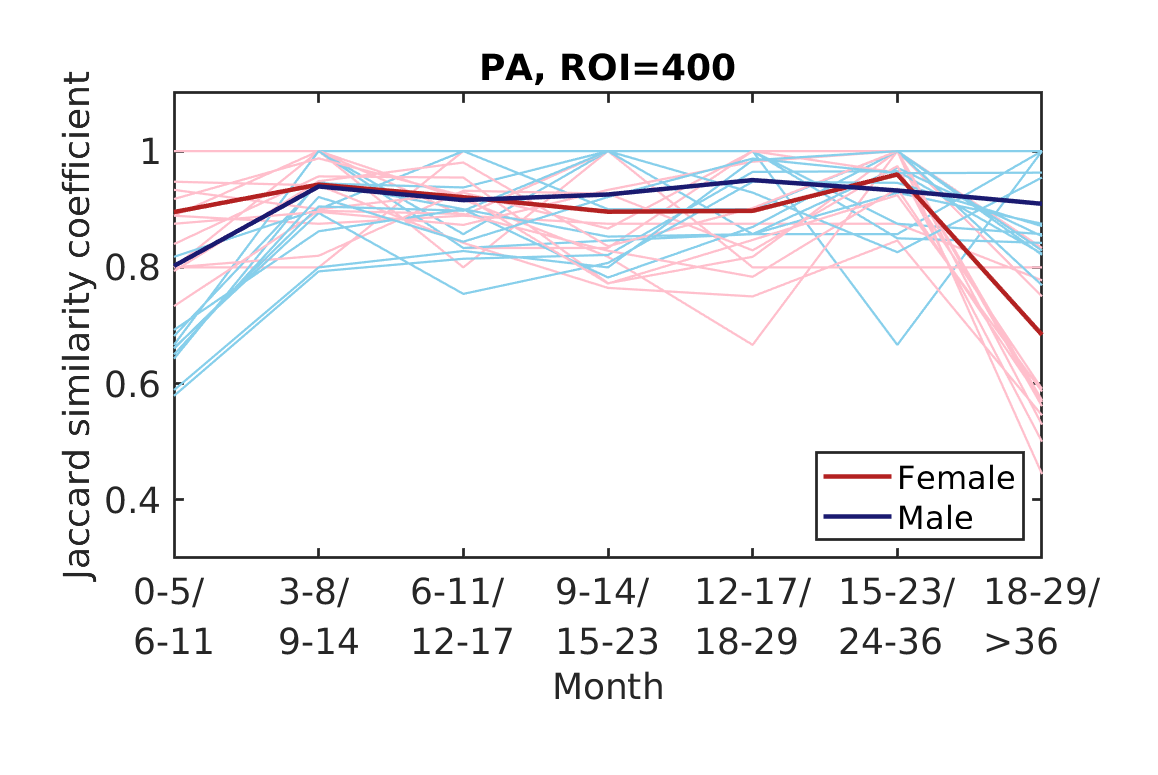 PA, ROI=400
Jaccard similarity coefficient
1
0.8
0.6
0.4
Female
Male
0-5/ 3-8/ 6-11/ 9-14/ 12-17/ 15-23/ 18-29/
6-11 9-14 12-17 15-23 18-29 24-36 >36
Month